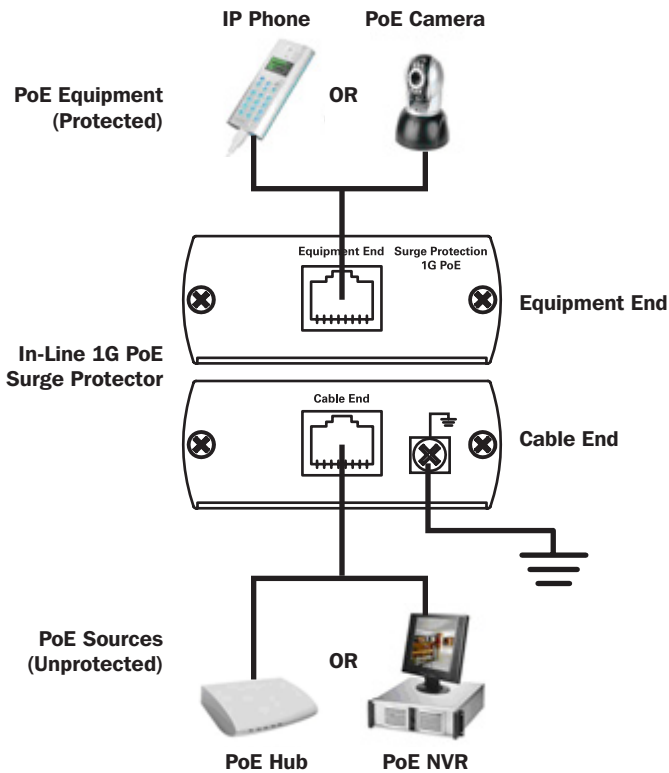 IP Phone
PoE Camera
PoE Equipment
(Protected)
OR
Equipment End
Surge Protection
1G PoE
Equipment End
In-Line 1G PoE
Surge Protector
Cable End
Cable End
PoE Sources
(Unprotected)
OR
PoE Hub
PoE NVR